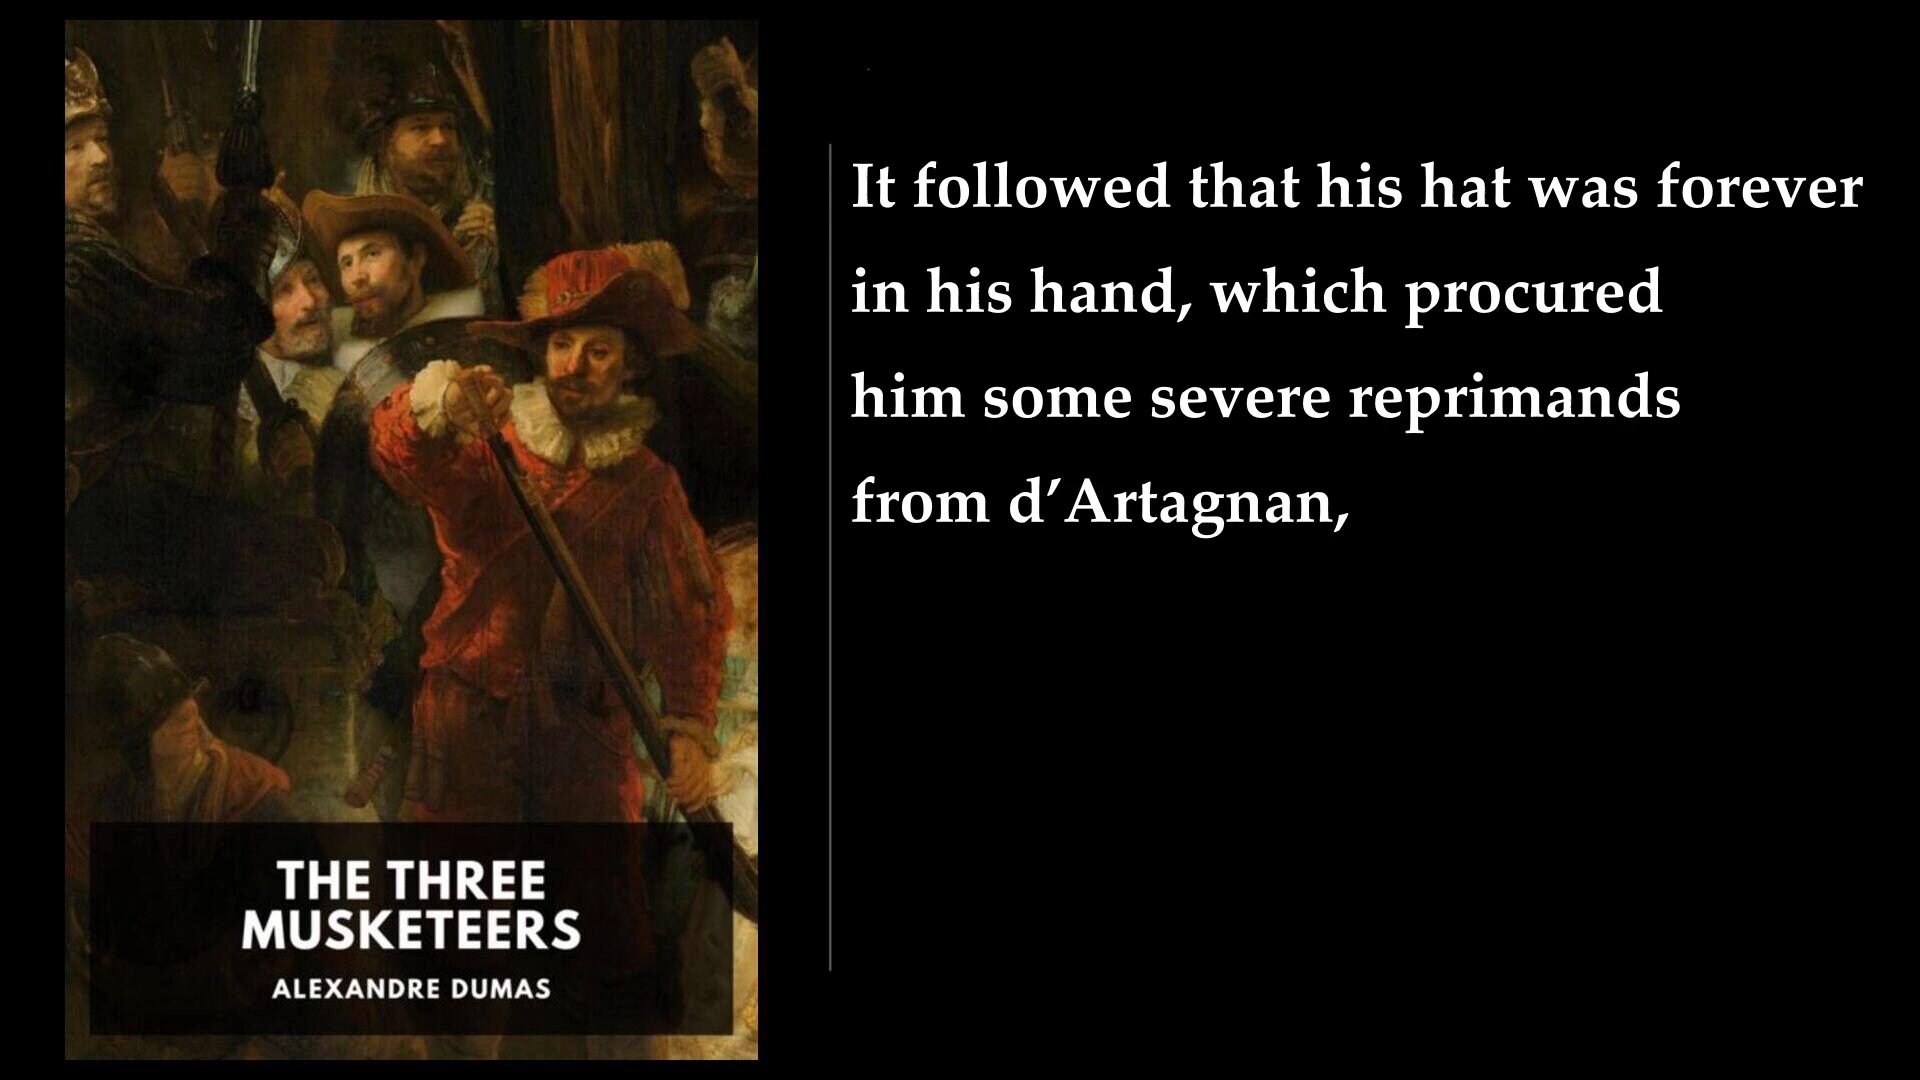 It followed that his hat was forever
in his hand, which procured
him some severe reprimands
from d’Artagnan,
THE THREE
MUSKETEERS
ALEXANDRE DUMAS